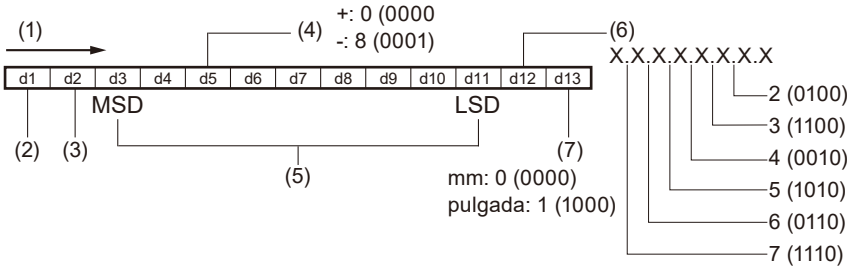 (1)
+: 0 (0000
(4)
-: 8 (0001)
(6)
d1 d2 d3 d4 d5 d6 d7 d8 d9 d10 d11 d12 d13
X.X.X.X.X.X.X.X
MSD
LSD
2 (0100)
3 (1100)
(2)
(3)
(5)
(7)
4 (0010)
mm: 0 (0000)
5 (1010)
pulgada: 1 (1000)
6 (0110)
7 (1110)